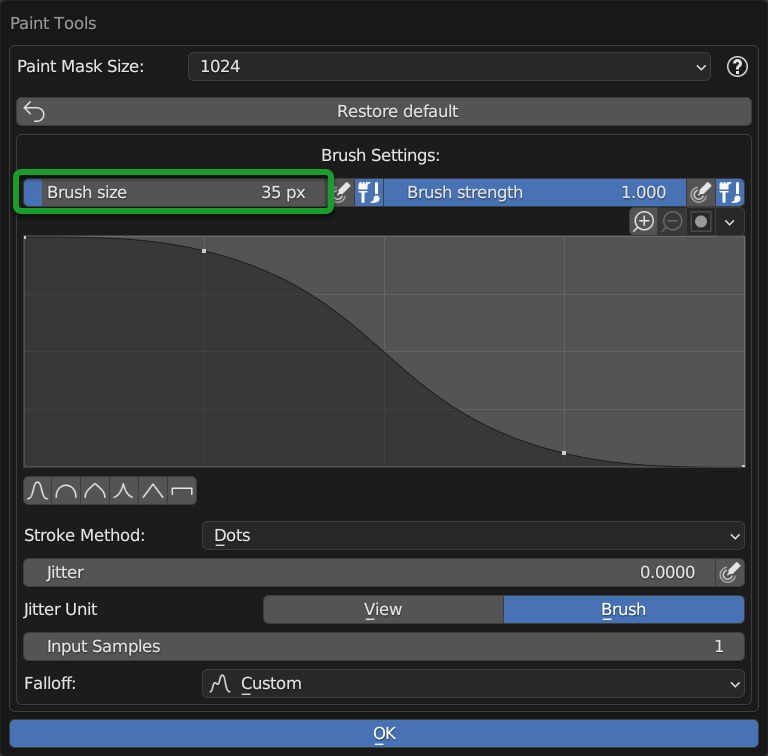 Paint Tools
Paint Mask Size: 1024
Restore default
Brush Settings:
Brush size 35 px Brush strength 1.000
Stroke Method: Dots
Jitter 0.0000
Jitter Unit View Brush
Input Samples 1
Falloff: Custom
OK